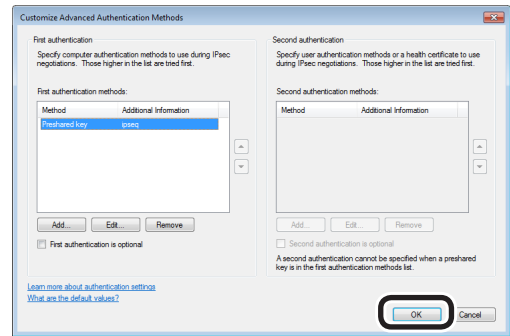 Customize Advanced Authentication Methods
First authentication
Specify computer authentication methods to use during IPsec
negotiations. Those higher in the list are tried first.
First authentication methods:
Method Additional Information
Preshared key ipseq
Add... Edit... Remove
First authentication is optional
Second authentication
Specify user authentication methods or a health certificate to use
during IPsec negotiations. Those higher in the list are tried first.
Second authentication methods:
Method Additional Information
Add... Edit... Remove
Second authentication is optional
A second authentication cannot be specified when a preshared
key is in the first authentication methods list.
Learn more about authentication settings
What are the default values?
OK Cancel